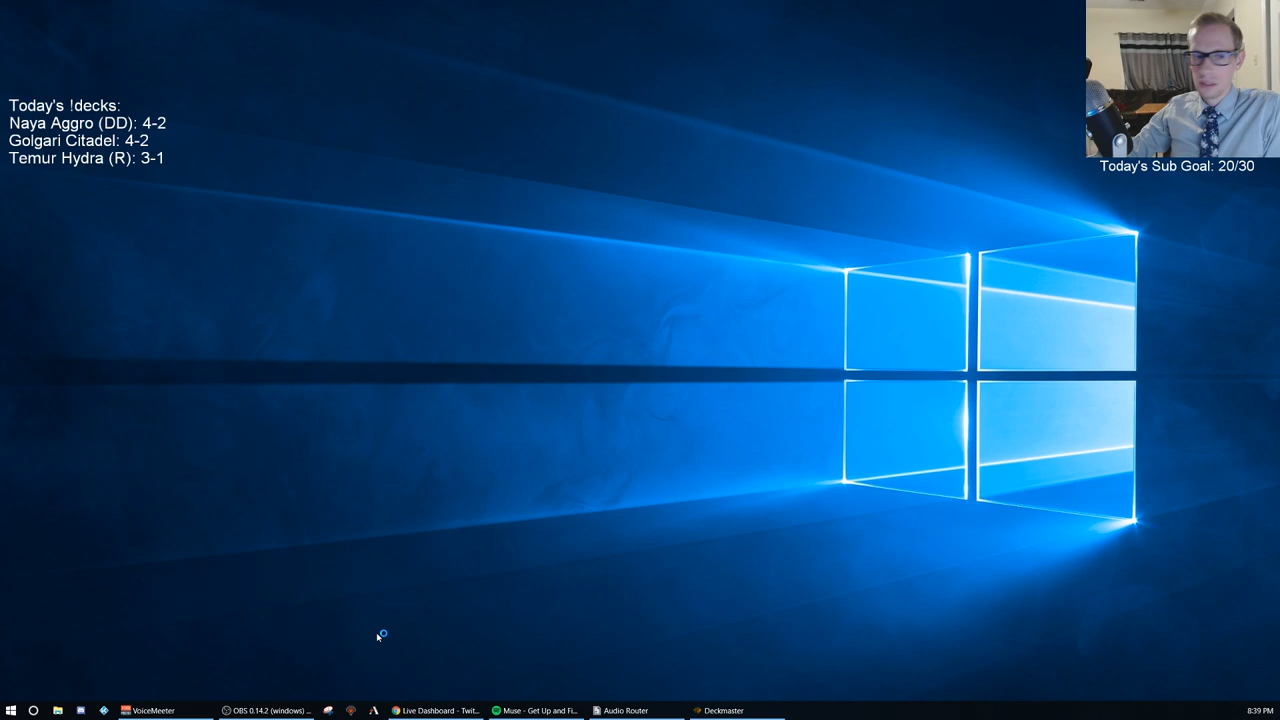 Today's !decks:
Naya Aggro (DD): 4-2
Golgari Citadel: 4-2
Temur Hydra (R): 3-1
Today's Sub Goal: 20/30
VoiceMeeter
OBS 0.14.2 (windows) ...
Live Dashboard - Twit...
Muse - Get Up and Fi...
Audio Router
Deckmaster
8:39 PM